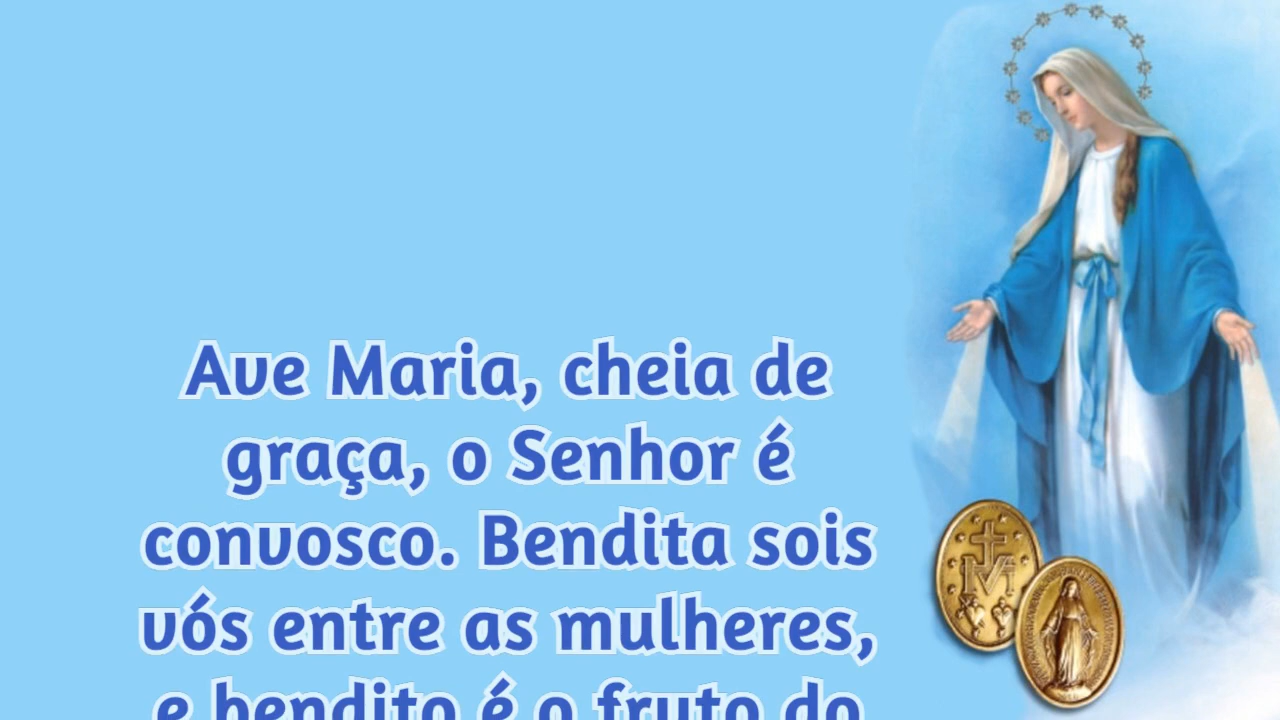 Ave Maria, cheia de
graça, o Senhor é
convosco. Bendita sois
vós entre as mulheres,
e bendito é o fruto do